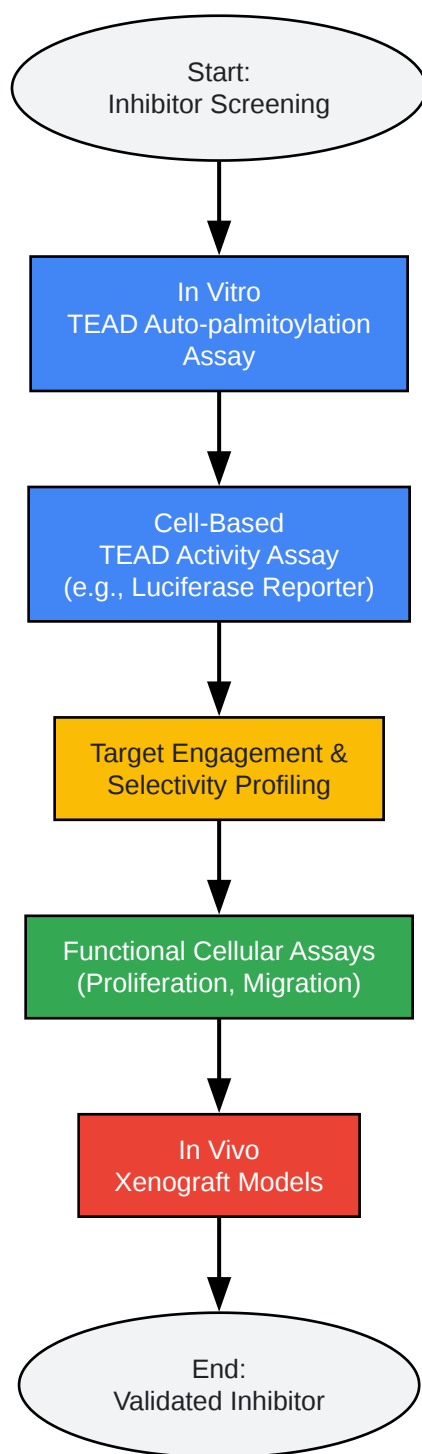 Start:
Inhibitor Screening
In Vitro
TEAD Auto-palmitoylation
Assay
Cell-Based
TEAD Activity Assay
(e.g., Luciferase Reporter)
Target Engagement &
Selectivity Profiling
Functional Cellular Assays
(Proliferation, Migration)
In Vivo
Xenograft Models
End:
Validated Inhibitor